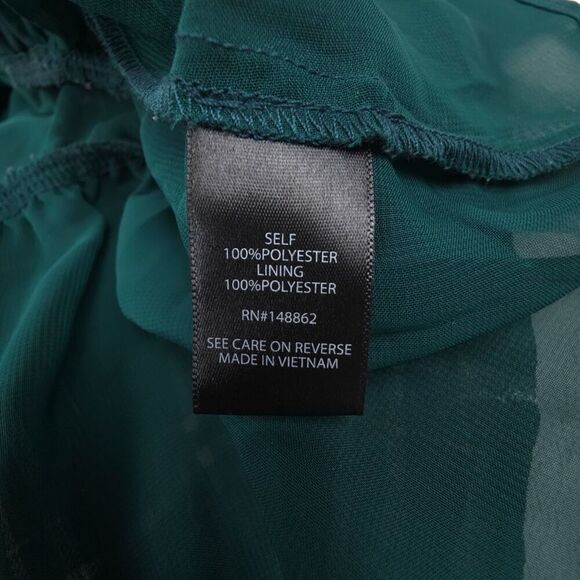 SELF
100%POLYESTER
LINING
100%POLYESTER
RN#148862
SEE CARE ON REVERSE
MADE IN VIETNAM